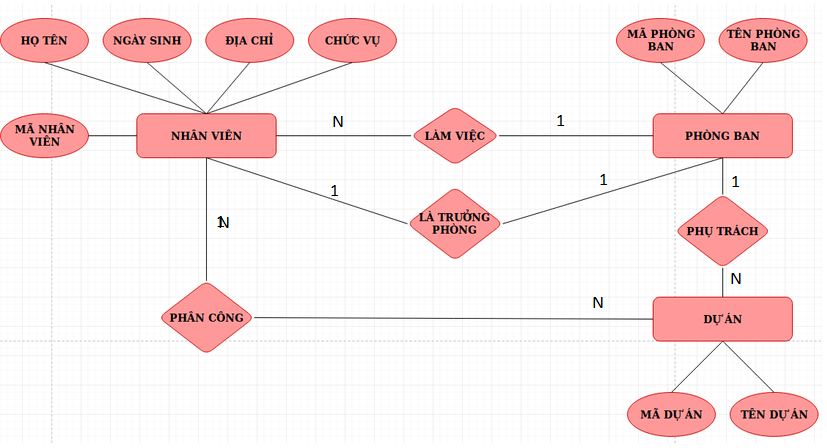 HỌ TÊN
NGÀY SINH
ĐỊA CHỈ
CHỨC VỤ
MÃ PHÒNG
BAN
TÊN PHÒNG
BAN
MÃ NHÂN
VIÊN
NHÂN VIÊN
N
LÀM VIỆC
1
PHÒNG BAN
1
LÀ TRƯỞNG
PHÒNG
1
1
PHỤ TRÁCH
N
N
PHÂN CÔNG
N
DỰ ÁN
MÃ DỰ ÁN
TÊN DỰ ÁN